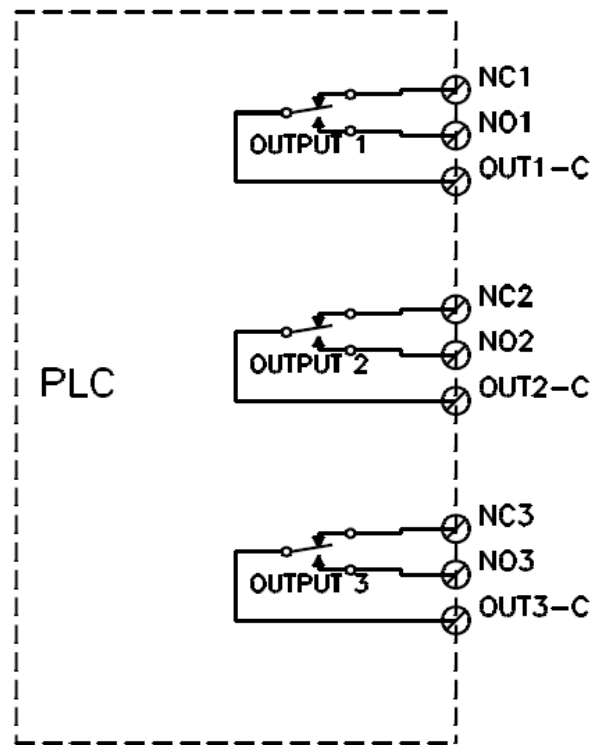 NC1
NO1
OUTPUT 1
OUT1-C
NC2
NO2
OUTPUT 2
PLC
OUT2-C
NC3
NO3
OUTPUT 3
OUT3-C